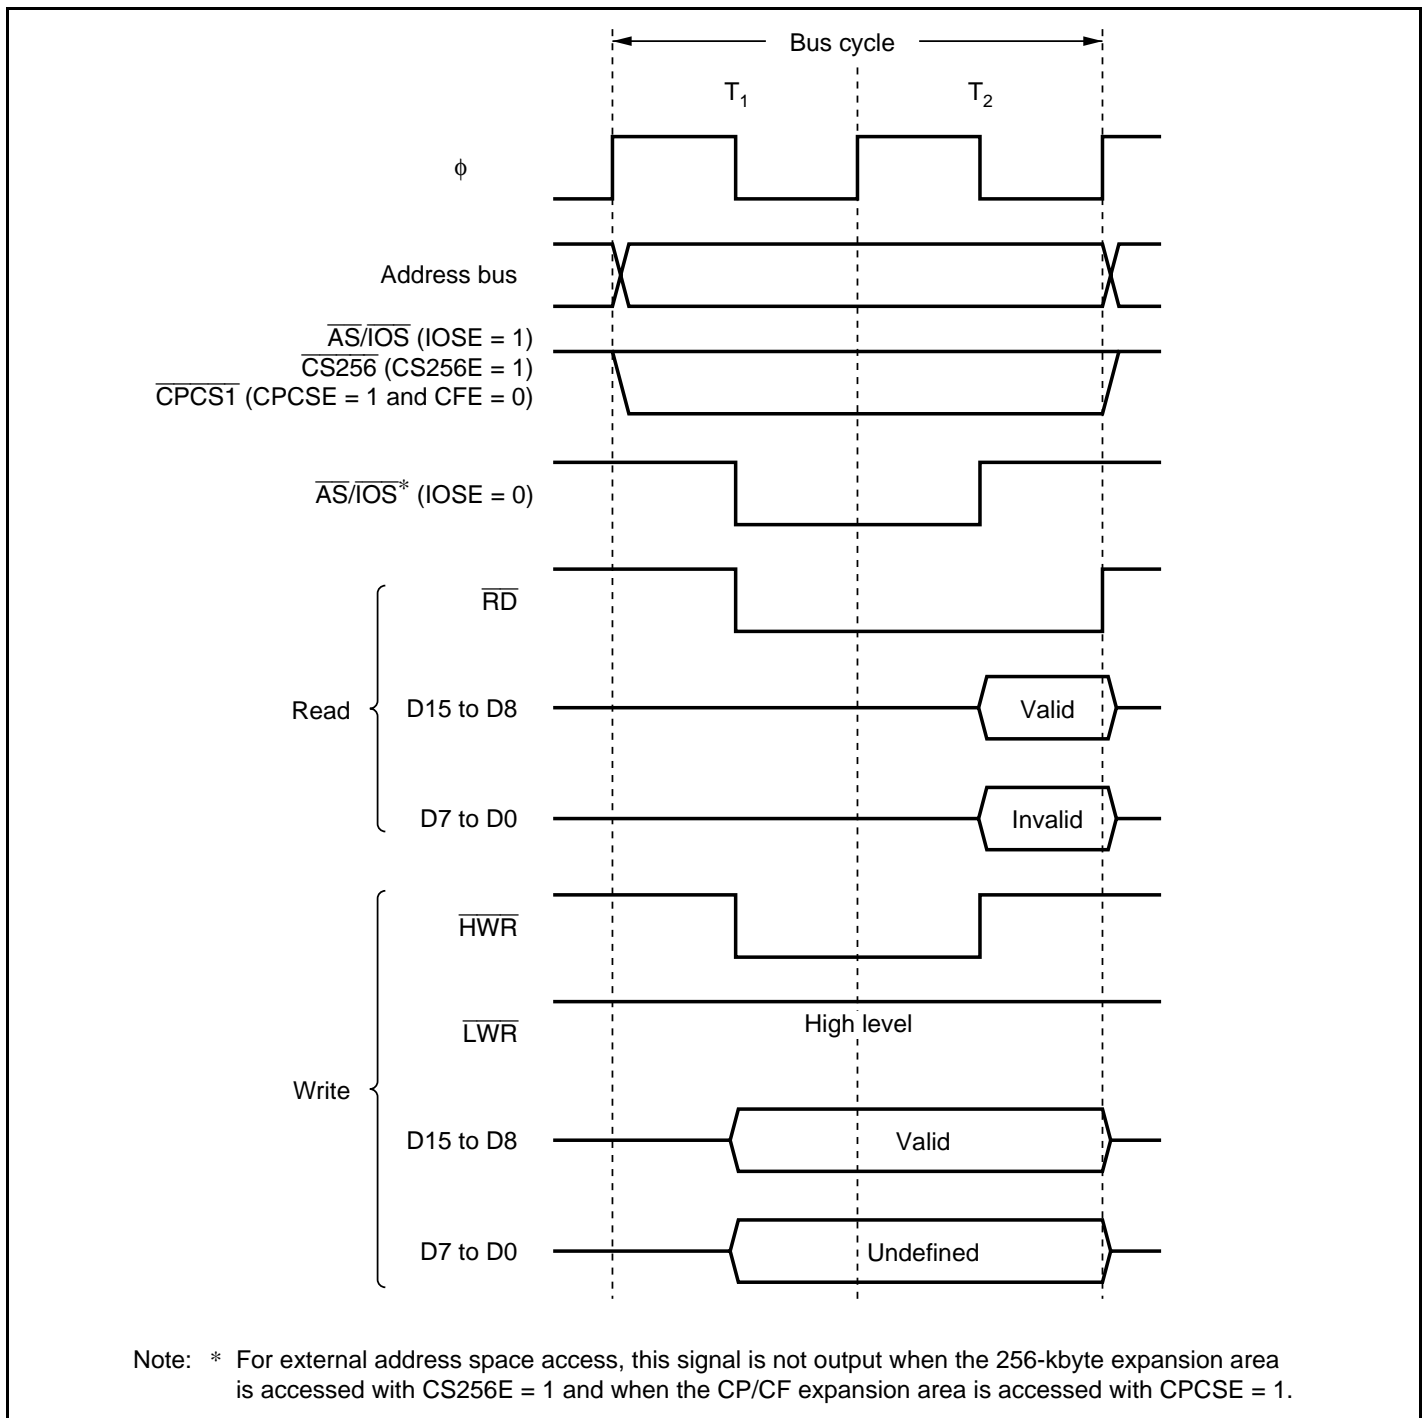 Bus cycle
T1 T2
ϕ
Address bus
AS/IOS (IOSE = 1)
CS256 (CS256E = 1)
CPCS1 (CPCSE = 1 and CFE = 0)
AS/IOS* (IOSE = 0)
RD
Read D15 to D8 Valid
D7 to D0 Invalid
HWR
High level
LWR
Write
D15 to D8 Valid
D7 to D0 Undefined
Note: * For external address space access, this signal is not output when the 256-kbyte expansion area
is accessed with CS256E = 1 and when the CP/CF expansion area is accessed with CPCSE = 1.